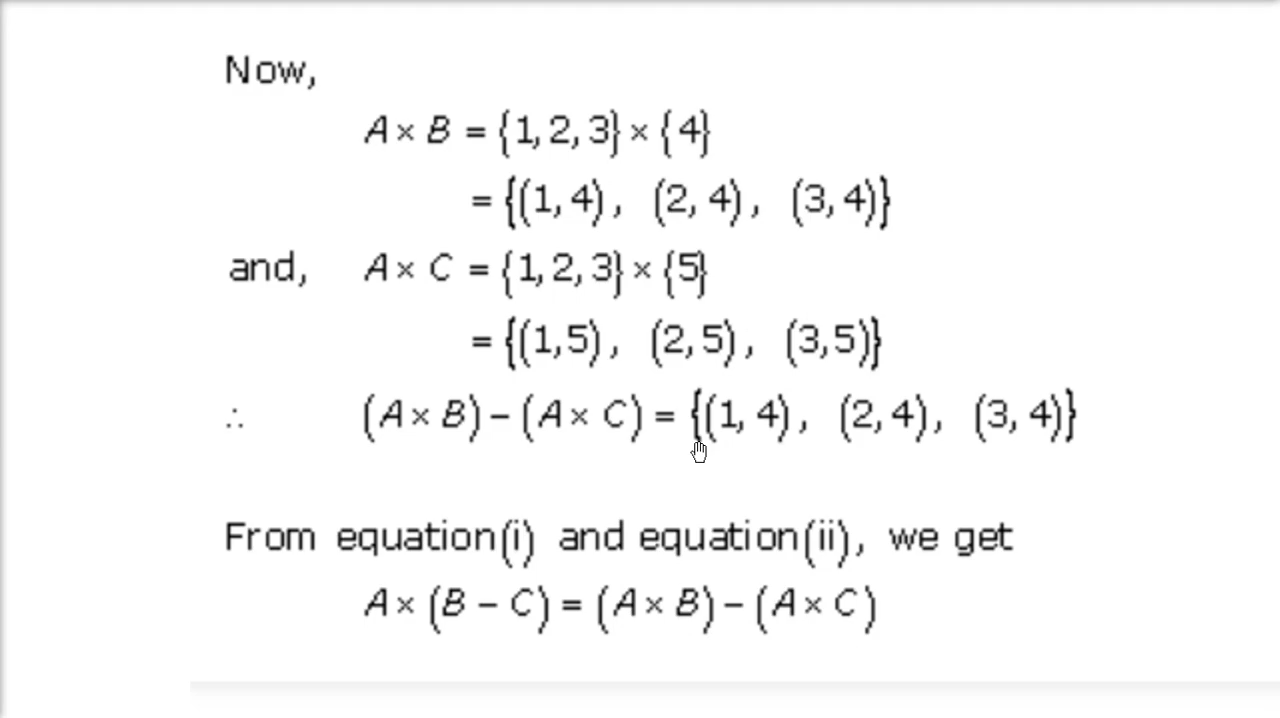 Now,
A × B = {1, 2, 3} × {4}
= {(1, 4), (2, 4), (3, 4)}
and, A × C = {1, 2, 3} × {5}
= {(1,5), (2,5), (3,5)}
∴ (A × B) − (A × C) = {(1, 4), (2, 4), (3, 4)}
From equation(i) and equation(ii), we get
A × (B − C) = (A × B) − (A × C)